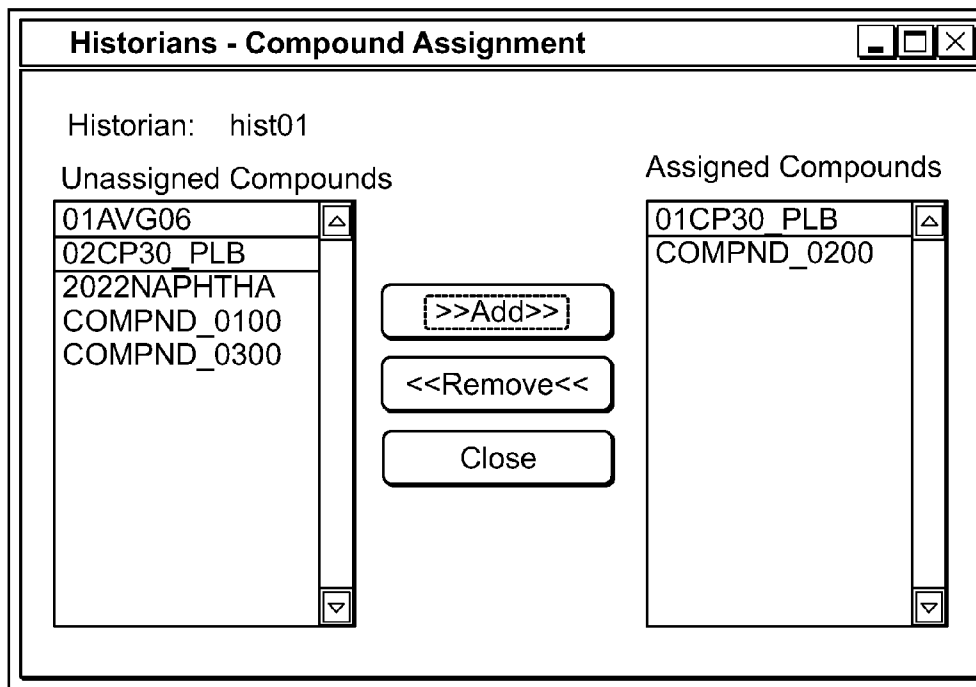 Historians - Compound Assignment
Historian: hist01
Unassigned Compounds
01AVG06
02CP30_PLB
2022NAPHTHA
COMPND_0100
COMPND_0300
>>Add>>
<<Remove<<
Close
Assigned Compounds
01CP30_PLB
COMPND_0200